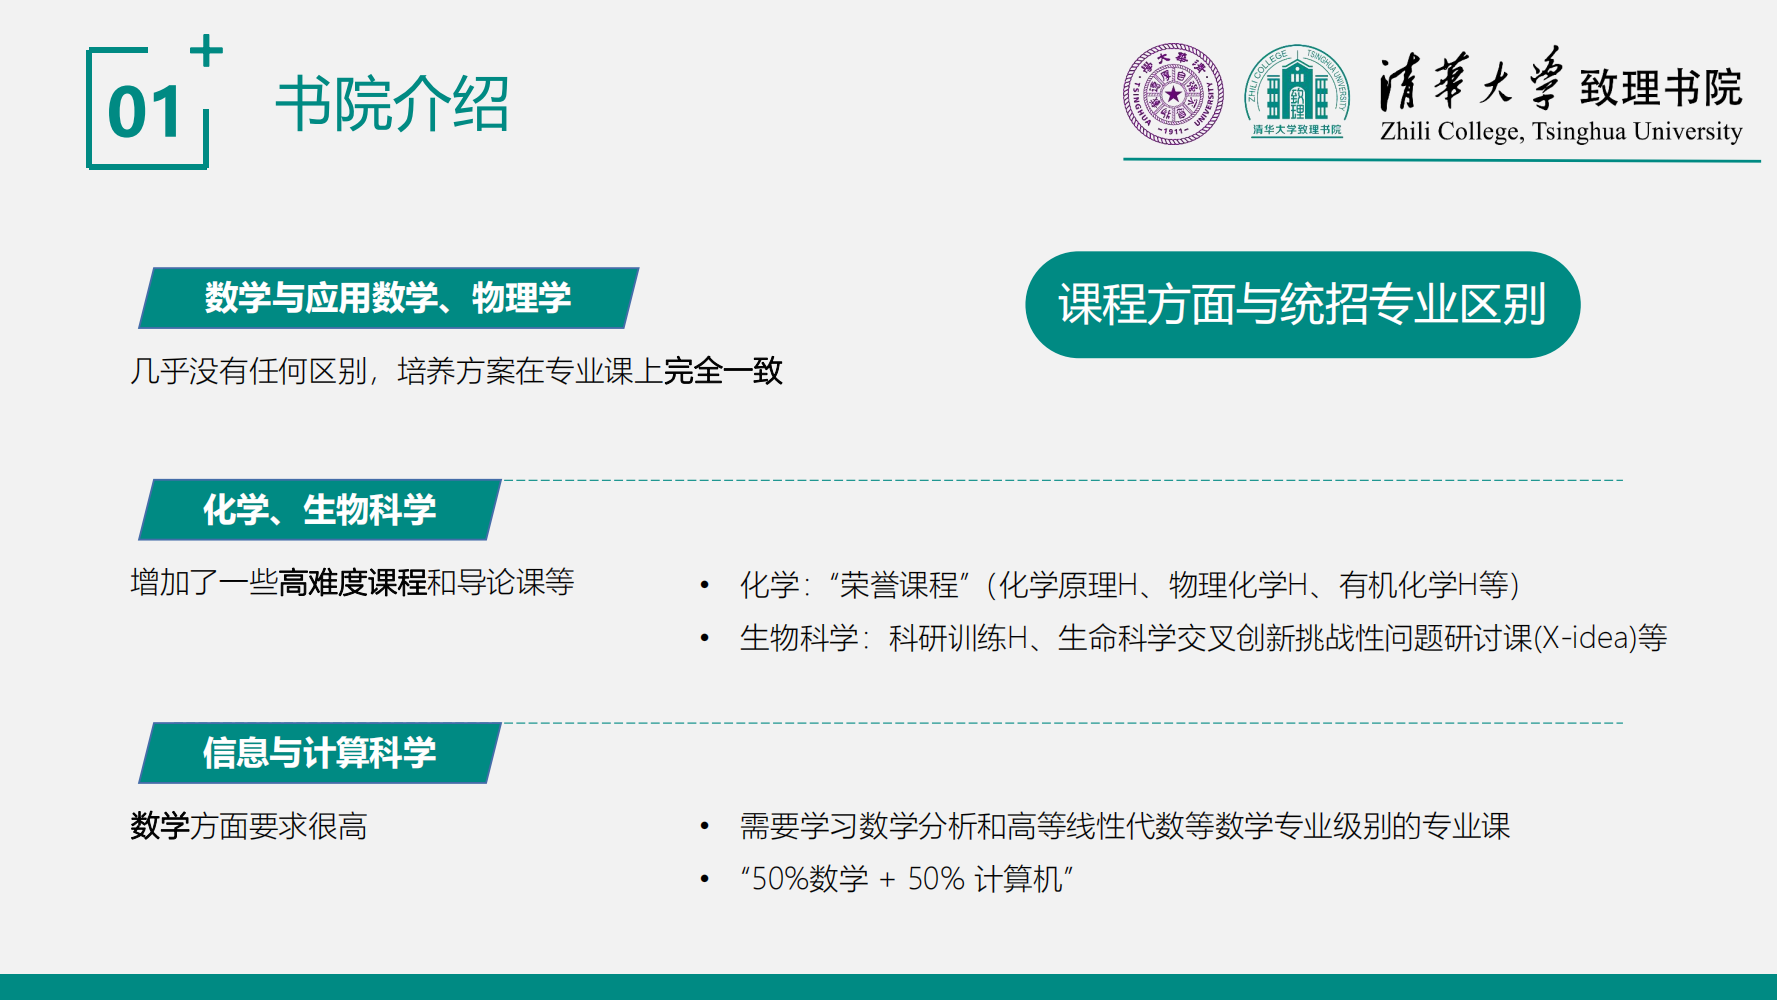 01
书院介绍
清华大学
TSINGHUA UNIVERSITY
-1911-
ZHILI COLLEGE, TSINGHUA UNIVERSITY
致理
清华大学致理书院
清華大学 致理书院
Zhili College, Tsinghua University
课程方面与统招专业区别
数学与应用数学、物理学
几乎没有任何区别，培养方案在专业课上完全一致
化学、生物科学
增加了一些高难度课程和导论课等
• 化学：“荣誉课程”（化学原理H、物理化学H、有机化学H等）
• 生物科学：科研训练H、生命科学交叉创新挑战性问题研讨课(X-idea)等
信息与计算科学
数学方面要求很高
• 需要学习数学分析和高等线性代数等数学专业级别的专业课
• “50%数学 + 50% 计算机”